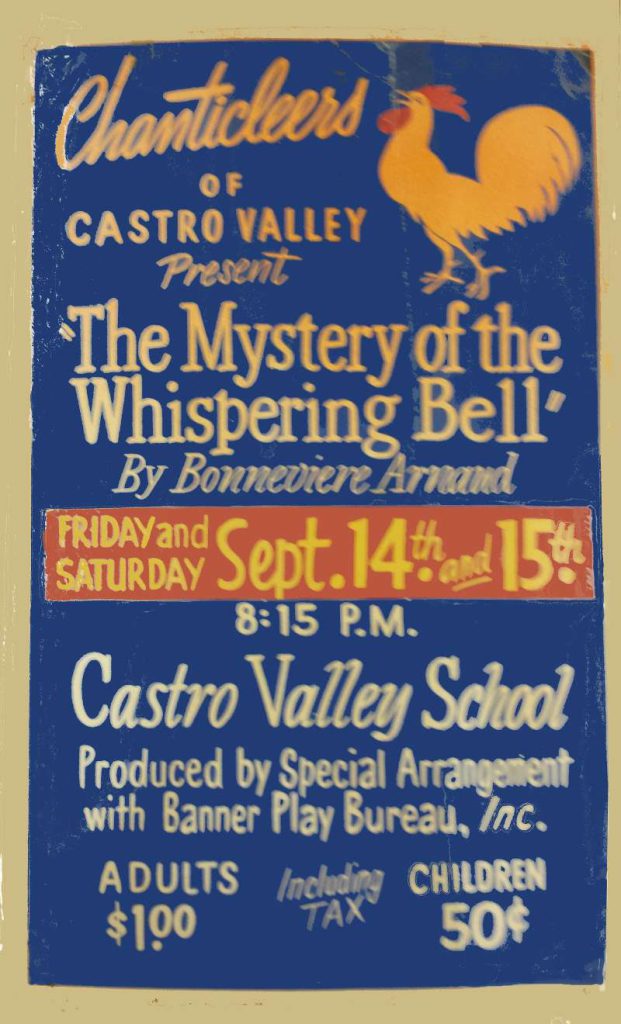 Chanticleers
OF
CASTRO VALLEY
Present
"The Mystery of the
Whispering Bell"
By Bonneviere Arnand
FRIDAY and
SATURDAY
Sept. 14th. and 15th.
8:15 P.M.
Castro Valley School
Produced by Special Arrangement
with Banner Play Bureau, Inc.
ADULTS Including CHILDREN
$1.00 TAX 50¢